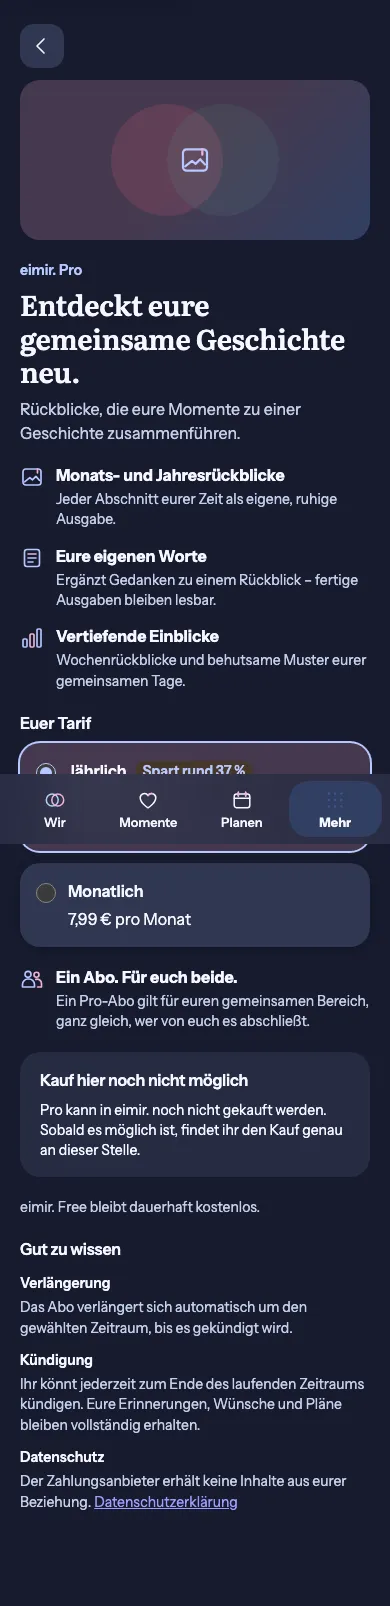 eimir. Pro
Entdeckt eure
gemeinsame Geschichte
neu.
Rückblicke, die eure Momente zu einer
Geschichte zusammenführen.
Monats- und Jahresrückblicke
Jeder Abschnitt eurer Zeit als eigene, ruhige
Ausgabe.
Eure eigenen Worte
Ergänzt Gedanken zu einem Rückblick – fertige
Ausgaben bleiben lesbar.
Vertiefende Einblicke
Wochenrückblicke und behutsame Muster eurer
gemeinsamen Tage.
Euer Tarif
Jährlich Spart rund 37 %
Wir Momente Planen Mehr
Monatlich
7,99 € pro Monat
Ein Abo. Für euch beide.
Ein Pro-Abo gilt für euren gemeinsamen Bereich,
ganz gleich, wer von euch es abschließt.
Kauf hier noch nicht möglich
Pro kann in eimir. noch nicht gekauft werden.
Sobald es möglich ist, findet ihr den Kauf genau
an dieser Stelle.
eimir. Free bleibt dauerhaft kostenlos.
Gut zu wissen
Verlängerung
Das Abo verlängert sich automatisch um den
gewählten Zeitraum, bis es gekündigt wird.
Kündigung
Ihr könnt jederzeit zum Ende des laufenden Zeitraums
kündigen. Eure Erinnerungen, Wünsche und Pläne
bleiben vollständig erhalten.
Datenschutz
Der Zahlungsanbieter erhält keine Inhalte aus eurer
Beziehung. Datenschutzerklärung